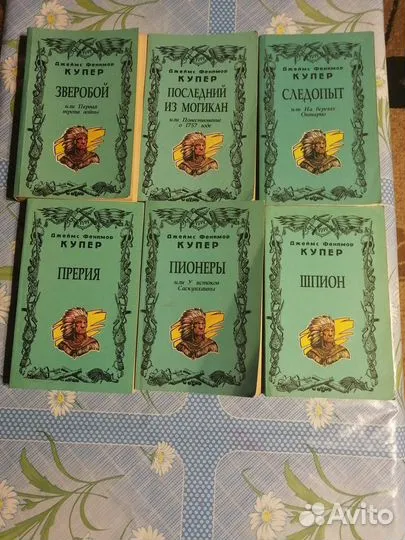 Джеймс Фенимор
КУПЕР
ЗВЕРОБОЙ
или Первая
тропа войны
Джеймс Фенимор
КУПЕР
ПОСЛЕДНИЙ
ИЗ МОГИКАН
или Повествование
о 1757 годе
Джеймс Фенимор
КУПЕР
СЛЕДОПЫТ
или На берегах
Онтарио
Джеймс Фенимор
КУПЕР
ПРЕРИЯ
Джеймс Фенимор
КУПЕР
ПИОНЕРЫ
или У истоков
Саскуиханны
Джеймс Фенимор
КУПЕР
ШПИОН
Avito